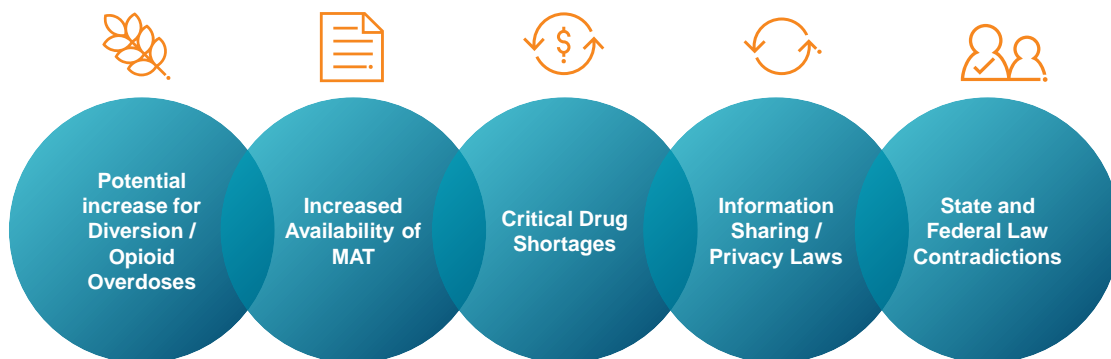 Potential
increase for
Diversion /
Opioid
Overdoses
Increased
Availability of
MAT
Critical Drug
Shortages
Information
Sharing /
Privacy Laws
State and
Federal Law
Contradictions